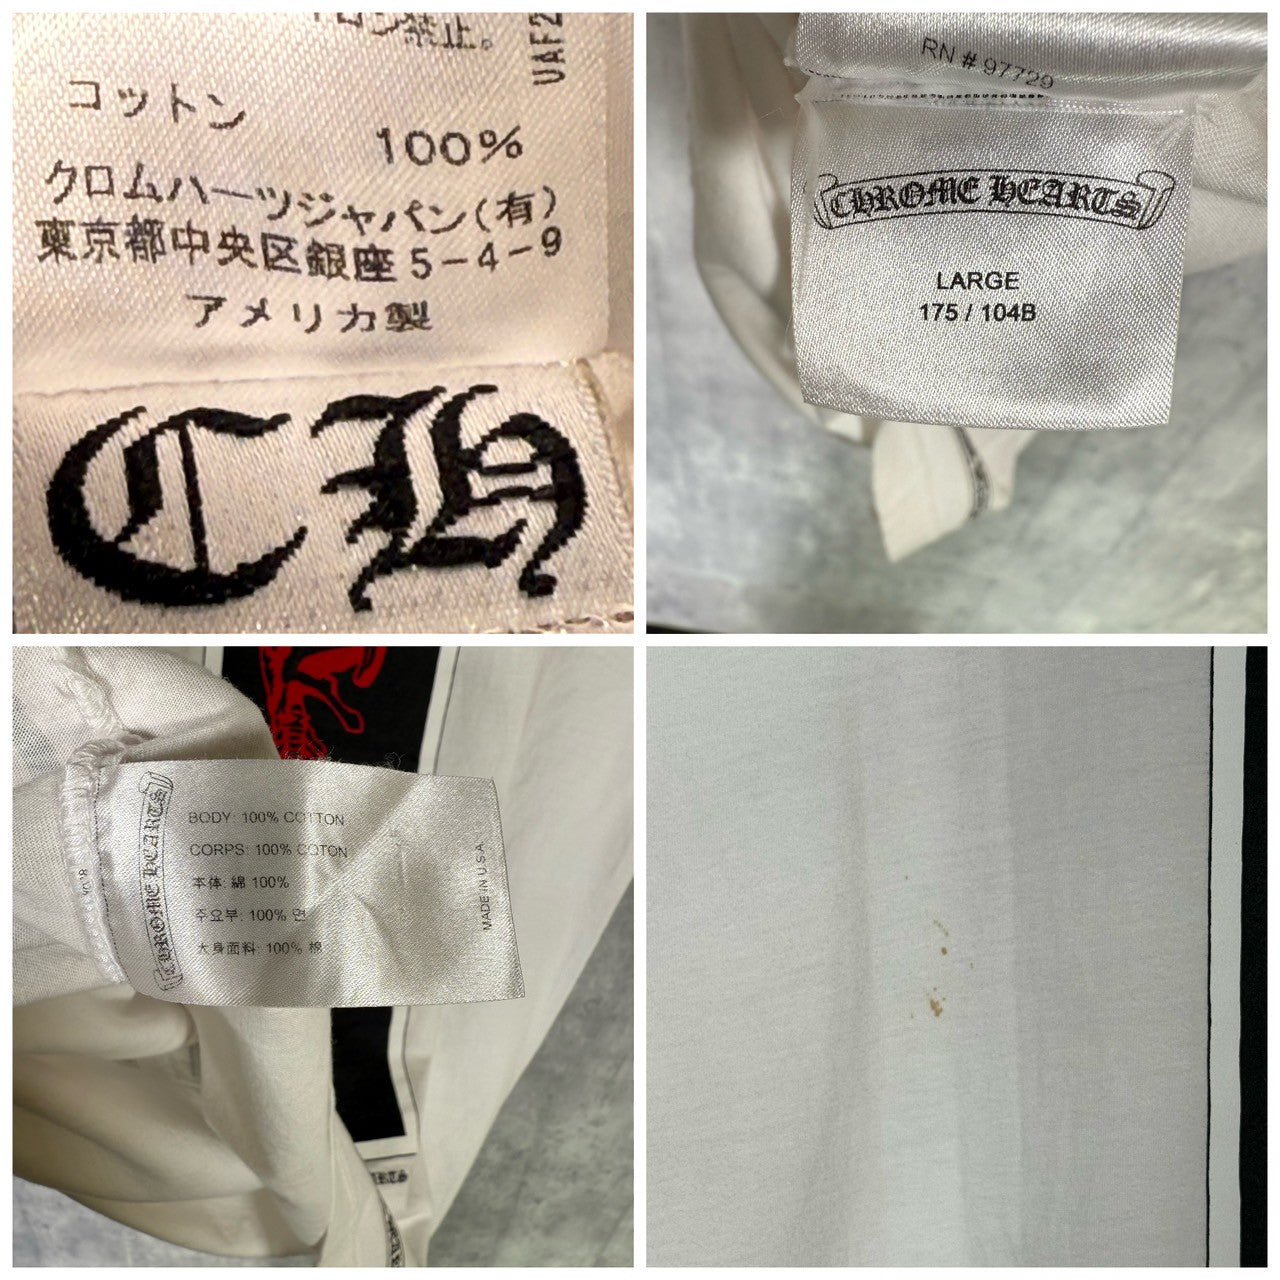 禁止。
UAF2
コットン
100%
クロムハーツジャパン(有)
東京都中央区銀座5-4-9
アメリカ製
CH
RN # 97729
CHROME HEARTS
LARGE
175 / 104B
CHROME HEARTS
BODY: 100% COTTON
CORPS: 100% COTON
本体: 綿 100%
주요부: 100% 면
大身面料: 100% 棉
MADE IN U.S.A.